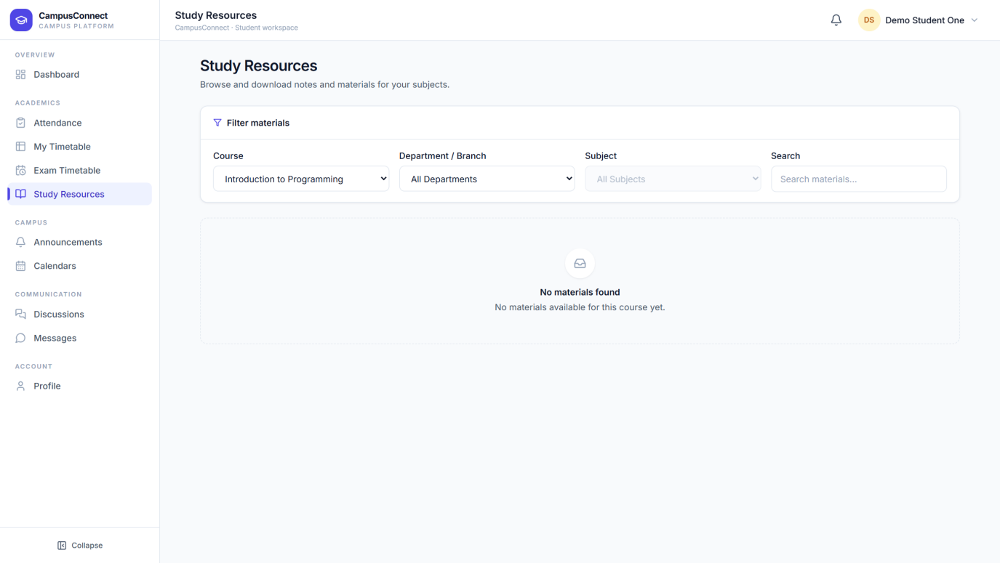 CampusConnect
CAMPUS PLATFORM
OVERVIEW
Dashboard
ACADEMICS
Attendance
My Timetable
Exam Timetable
Study Resources
CAMPUS
Announcements
Calendars
COMMUNICATION
Discussions
Messages
ACCOUNT
Profile
Collapse
Study Resources
CampusConnect · Student workspace
DS
Demo Student One
Study Resources
Browse and download notes and materials for your subjects.
Filter materials
Course
Department / Branch
Subject
Search
Introduction to Programming
All Departments
All Subjects
Search materials...
No materials found
No materials available for this course yet.